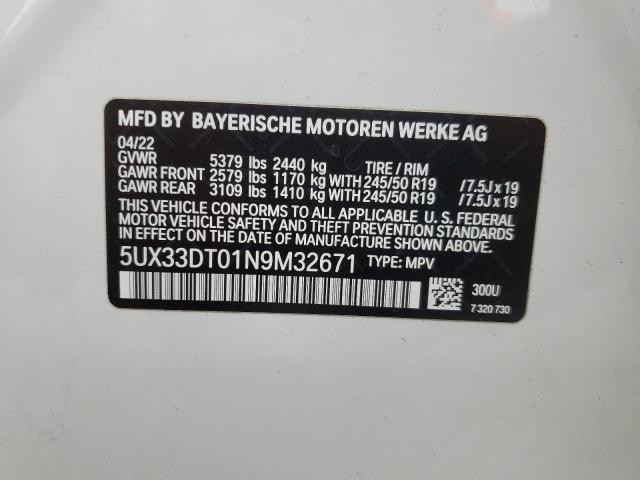 MFD BY BAYERISCHE MOTOREN WERKE AG
04/22
GVWR 5379 lbs 2440 kg TIRE / RIM
GAWR FRONT 2579 lbs 1170 kg WITH 245/50 R19 /7.5J x 19
GAWR REAR 3109 lbs 1410 kg WITH 245/50 R19 /7.5J x 19
THIS VEHICLE CONFORMS TO ALL APPLICABLE U. S. FEDERAL
MOTOR VEHICLE SAFETY AND THEFT PREVENTION STANDARDS
IN EFFECT ON THE DATE OF MANUFACTURE SHOWN ABOVE.
5UX33DT01N9M32671 TYPE: MPV
300U
7 320 730